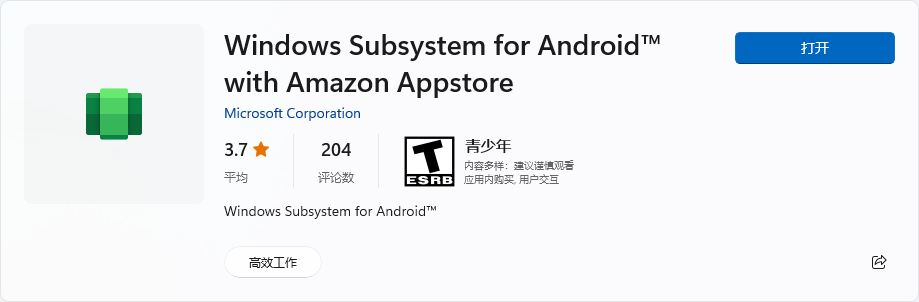 Windows Subsystem for Android™
with Amazon Appstore
打开
Microsoft Corporation
3.7
平均
204
评论数
T
ESRB
青少年
内容多样：建议谨慎观看
应用内购买, 用户交互
Windows Subsystem for Android™
高效工作